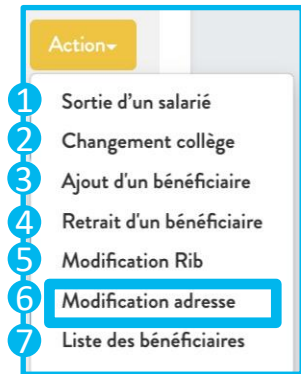 Action
1 Sortie d'un salarié
2 Changement collège
3 Ajout d'un bénéficiaire
4 Retrait d'un bénéficiaire
5 Modification Rib
6 Modification adresse
7 Liste des bénéficiaires